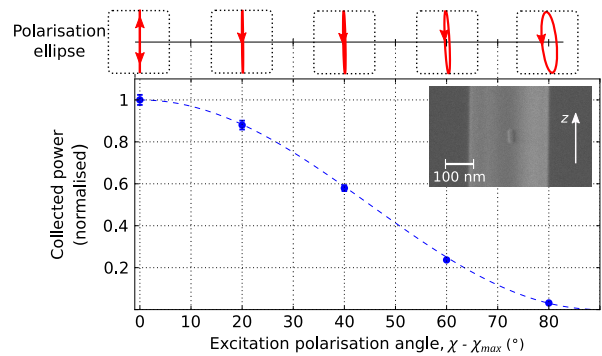 Polarisation
ellipse
1
0.8
0.6
0.4
0.2
Collected power
(normalised)
z
100 nm
0 10 20 30 40 50 60 70 80
Excitation polarisation angle, χ - χmax (°)